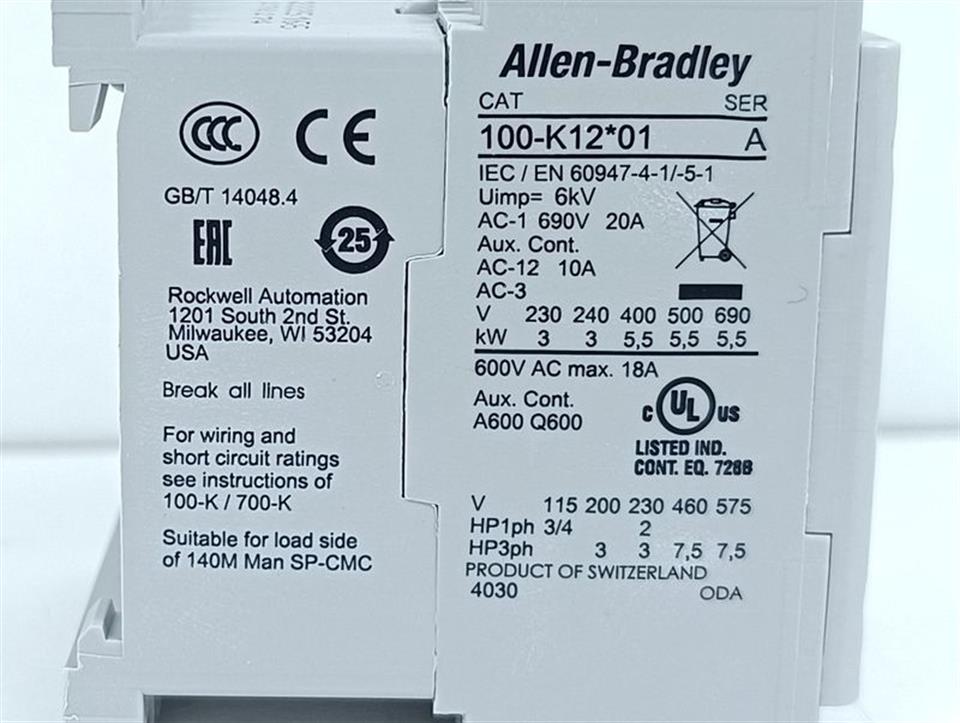 CCC CE
GB/T 14048.4
EAC 25
Rockwell Automation
1201 South 2nd St.
Milwaukee, WI 53204
USA
Break all lines
For wiring and
short circuit ratings
see instructions of
100-K / 700-K
Suitable for load side
of 140M Man SP-CMC
Allen-Bradley
CAT SER
100-K12*01 A
IEC / EN 60947-4-1/-5-1
Uimp= 6kV
AC-1 690V 20A
Aux. Cont.
AC-12 10A
AC-3
V 230 240 400 500 690
kW 3 3 5,5 5,5 5,5
600V AC max. 18A
Aux. Cont.
A600 Q600
c UL US
LISTED IND.
CONT. EQ. 728B
V 115 200 230 460 575
HP1ph 3/4 2
HP3ph 3 3 7,5 7,5
PRODUCT OF SWITZERLAND
4030 ODA